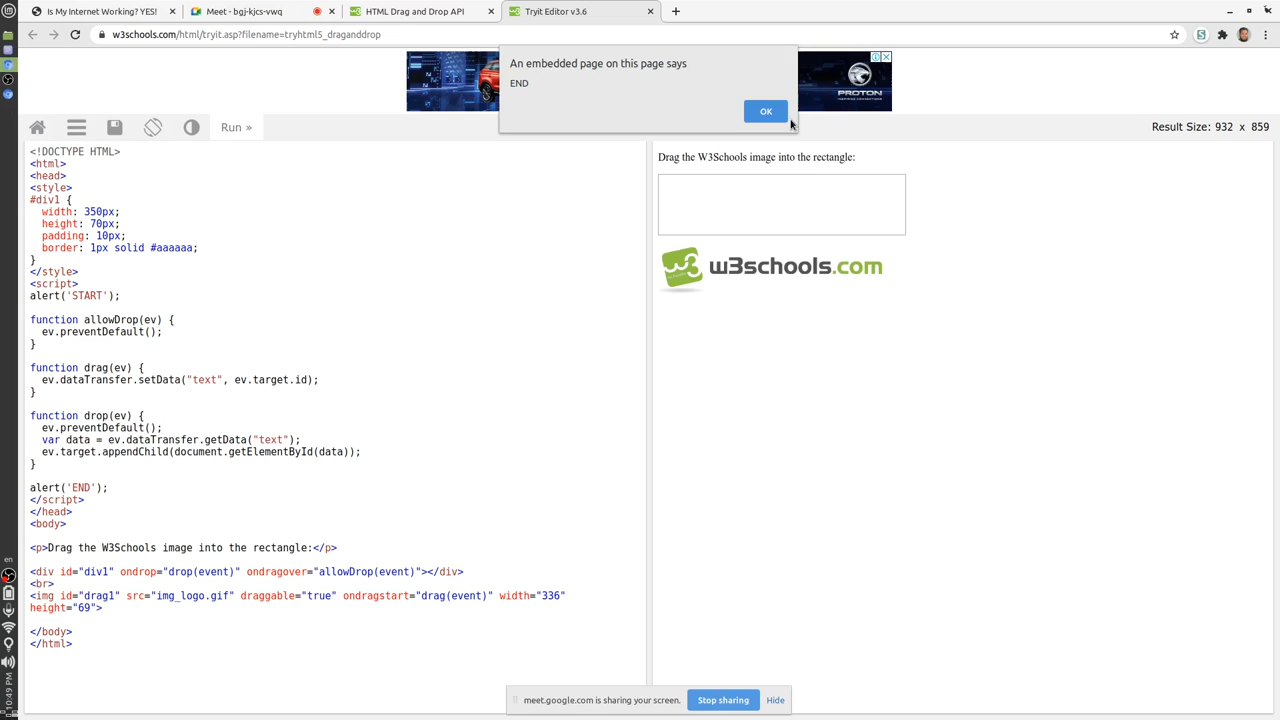 Is My Internet Working? YES!
Meet - bgj-kjcs-vwq
HTML Drag and Drop API
Tryit Editor v3.6
w3schools.com/html/tryit.asp?filename=tryhtml5_draganddrop
An embedded page on this page says
END
OK
PROTON
Run »
Result Size: 932 x 859
<!DOCTYPE HTML>
<html>
<head>
<style>
#div1 {
  width: 350px;
  height: 70px;
  padding: 10px;
  border: 1px solid #aaaaaa;
}
</style>
<script>
alert('START');
function allowDrop(ev) {
  ev.preventDefault();
}
function drag(ev) {
  ev.dataTransfer.setData("text", ev.target.id);
}
function drop(ev) {
  ev.preventDefault();
  var data = ev.dataTransfer.getData("text");
  ev.target.appendChild(document.getElementById(data));
}
alert('END');
</script>
</head>
<body>
<p>Drag the W3Schools image into the rectangle:</p>
<div id="div1" ondrop="drop(event)" ondragover="allowDrop(event)"></div>
<br>
<img id="drag1" src="img_logo.gif" draggable="true" ondragstart="drag(event)" width="336"
height="69">
</body>
</html>
Drag the W3Schools image into the rectangle:
w3schools.com
en
10:49 PM
meet.google.com is sharing your screen.
Stop sharing
Hide